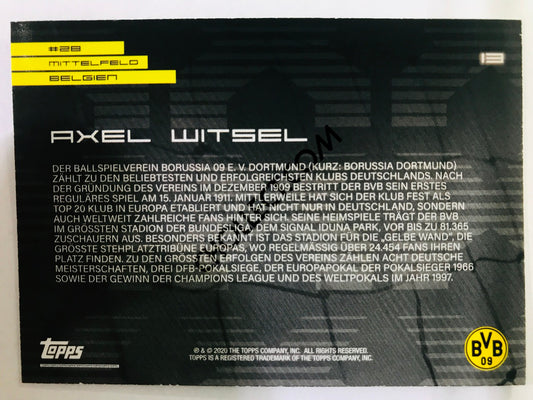 #28
13
MITTELFELD
BELGIEN
AXEL WITSEL
DER BALLSPIELVEREIN BORUSSIA 09 E. V. DORTMUND (KURZ: BORUSSIA DORTMUND)
ZÄHLT ZU DEN BELIEBTESTEN UND ERFOLGREICHSTEN KLUBS DEUTSCHLANDS. NACH
DER GRÜNDUNG DES VEREINS IM DEZEMBER 1909 BESTRITT DER BVB SEIN ERSTES
REGULÄRES SPIEL AM 15. JANUAR 1911. MITTLERWEILE HAT SICH DER KLUB FEST ALS
TOP 20 KLUB IN EUROPA ETABLIERT UND HAT NICHT NUR IN DEUTSCHLAND, SONDERN
AUCH WELTWEIT ZAHLREICHE FANS HINTER SICH. SEINE HEIMSPIELE TRÄGT DER BVB
IM GRÖSSTEN STADION DER BUNDESLIGA, DEM SIGNAL IDUNA PARK, VOR BIS ZU 81.365
ZUSCHAUERN AUS. BESONDERS BEKANNT IST DAS STADION FÜR DIE „GELBE WAND“. DIE
GRÖSSTE STEHPLATZTRIBÜNE EUROPAS, WO REGELMÄSSIG ÜBER 24.454 FANS IHREN
PLATZ FINDEN. ZU DEN GRÖSSTEN ERFOLGEN DES VEREINS ZÄHLEN ACHT DEUTSCHE
MEISTERSCHAFTEN, DREI DFB-POKALSIEGE, DER EUROPAPOKAL DER POKALSIEGER 1966
SOWIE DER GEWINN DER CHAMPIONS LEAGUE UND DES WELTPOKALS IM JAHR 1997.
topps
® & © 2020 THE TOPPS COMPANY, INC. ALL RIGHTS RESERVED.
TOPPS IS A REGISTERED TRADEMARK OF THE TOPPS COMPANY, INC.
BVB
09